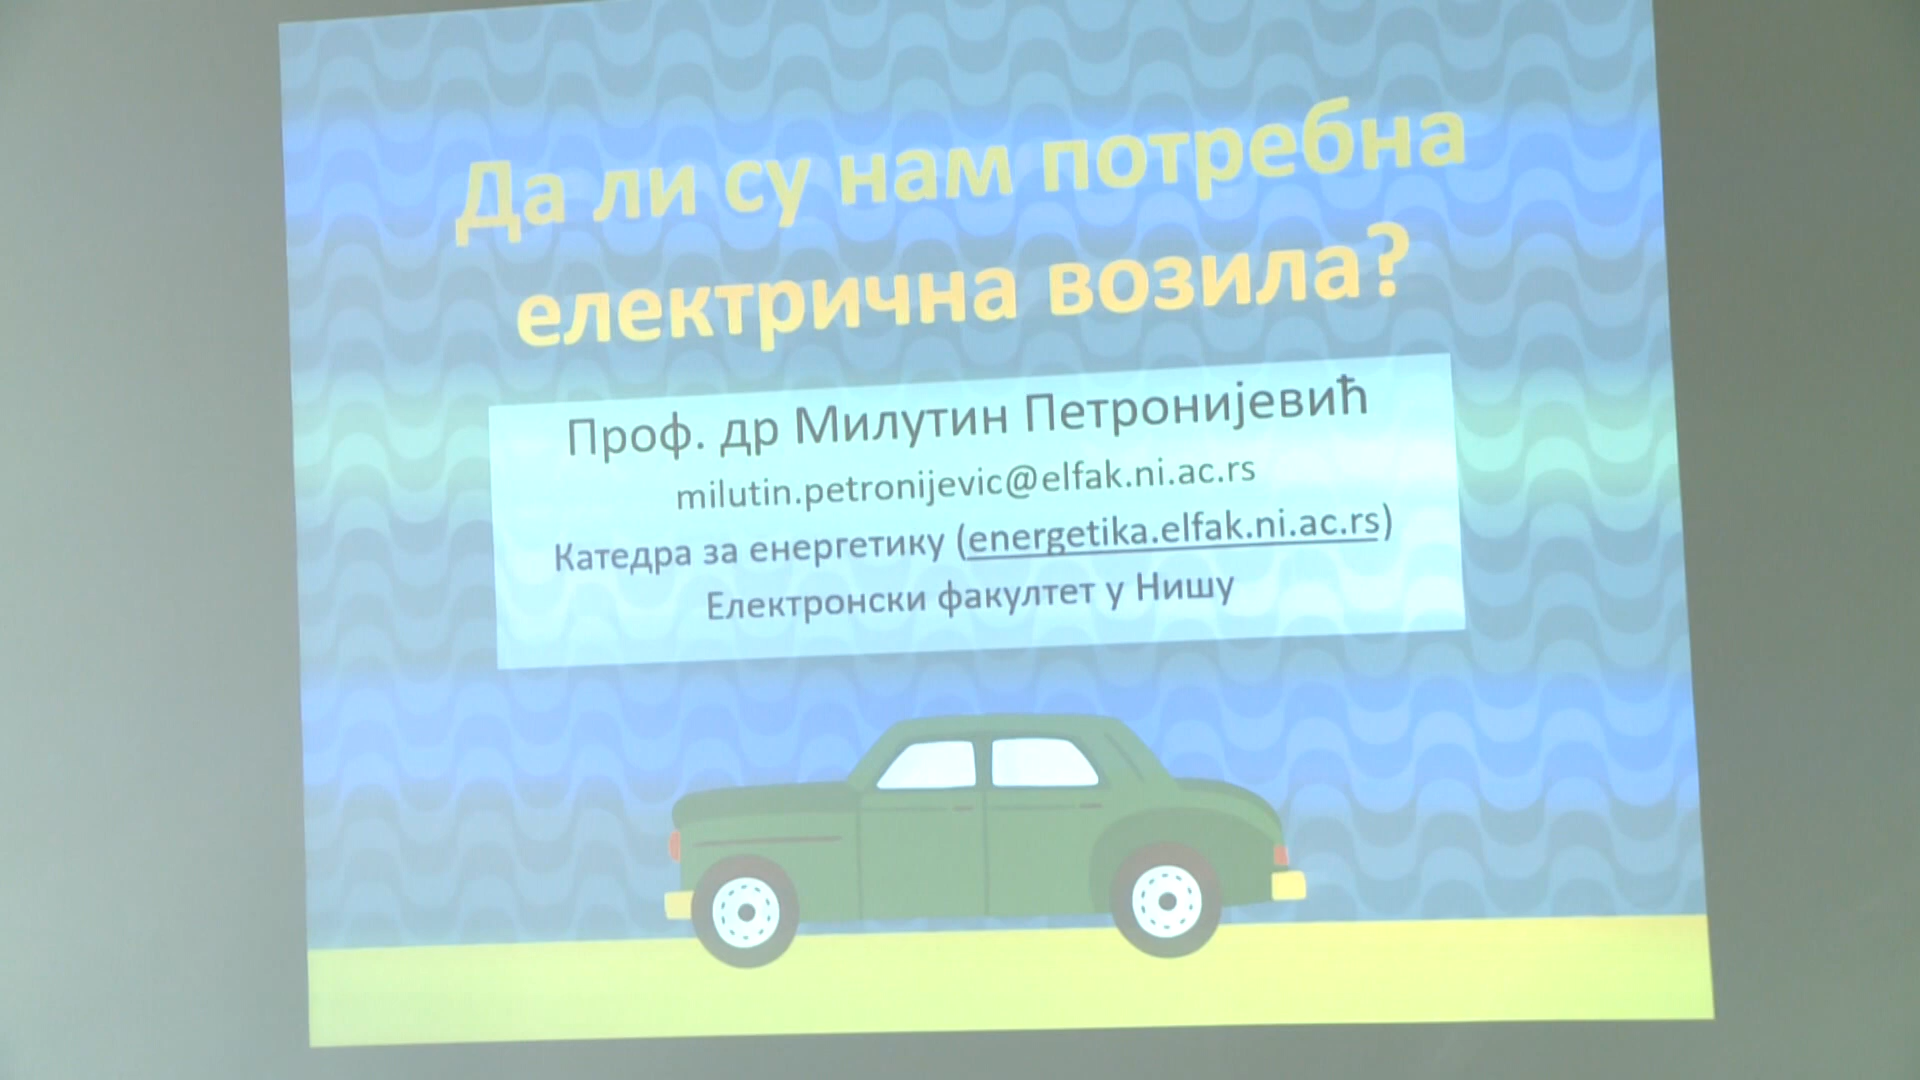 Да ли су нам потребна
електрична возила?
Проф. др Милутин Петронијевић
milutin.petronijevic@elfak.ni.ac.rs
Катедра за енергетику (energetika.elfak.ni.ac.rs)
Електронски факултет у Нишу